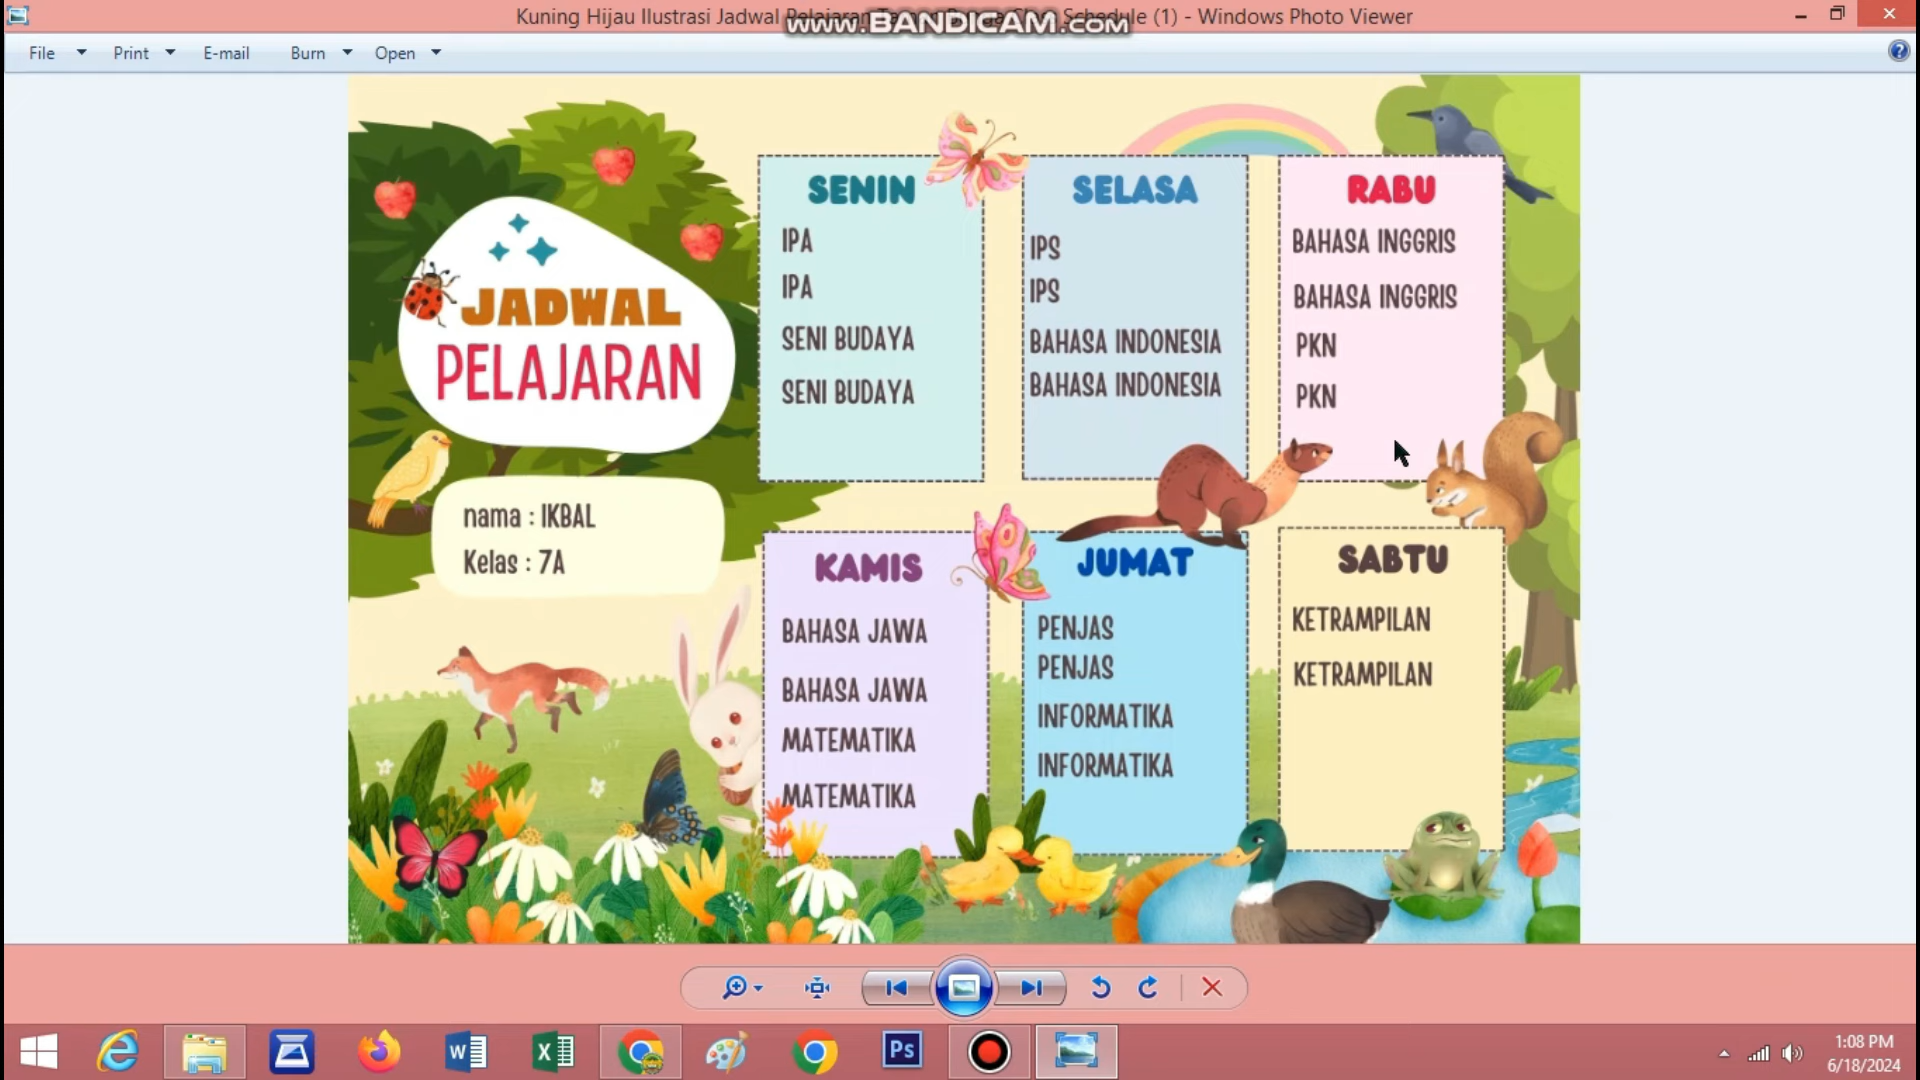 Kuning Hijau Ilustrasi Jadwal Pelajaran Schedule (1) - Windows Photo Viewer
www.BANDICAM.com
File Print E-mail Burn Open
JADWAL
PELAJARAN
nama : IKBAL
Kelas : 7A
SENIN
IPA
IPA
SENI BUDAYA
SENI BUDAYA
SELASA
IPS
IPS
BAHASA INDONESIA
BAHASA INDONESIA
RABU
BAHASA INGGRIS
BAHASA INGGRIS
PKN
PKN
KAMIS
BAHASA JAWA
BAHASA JAWA
MATEMATIKA
MATEMATIKA
JUMAT
PENJAS
PENJAS
INFORMATIKA
INFORMATIKA
SABTU
KETRAMPILAN
KETRAMPILAN
Ps
1:08 PM
6/18/2024